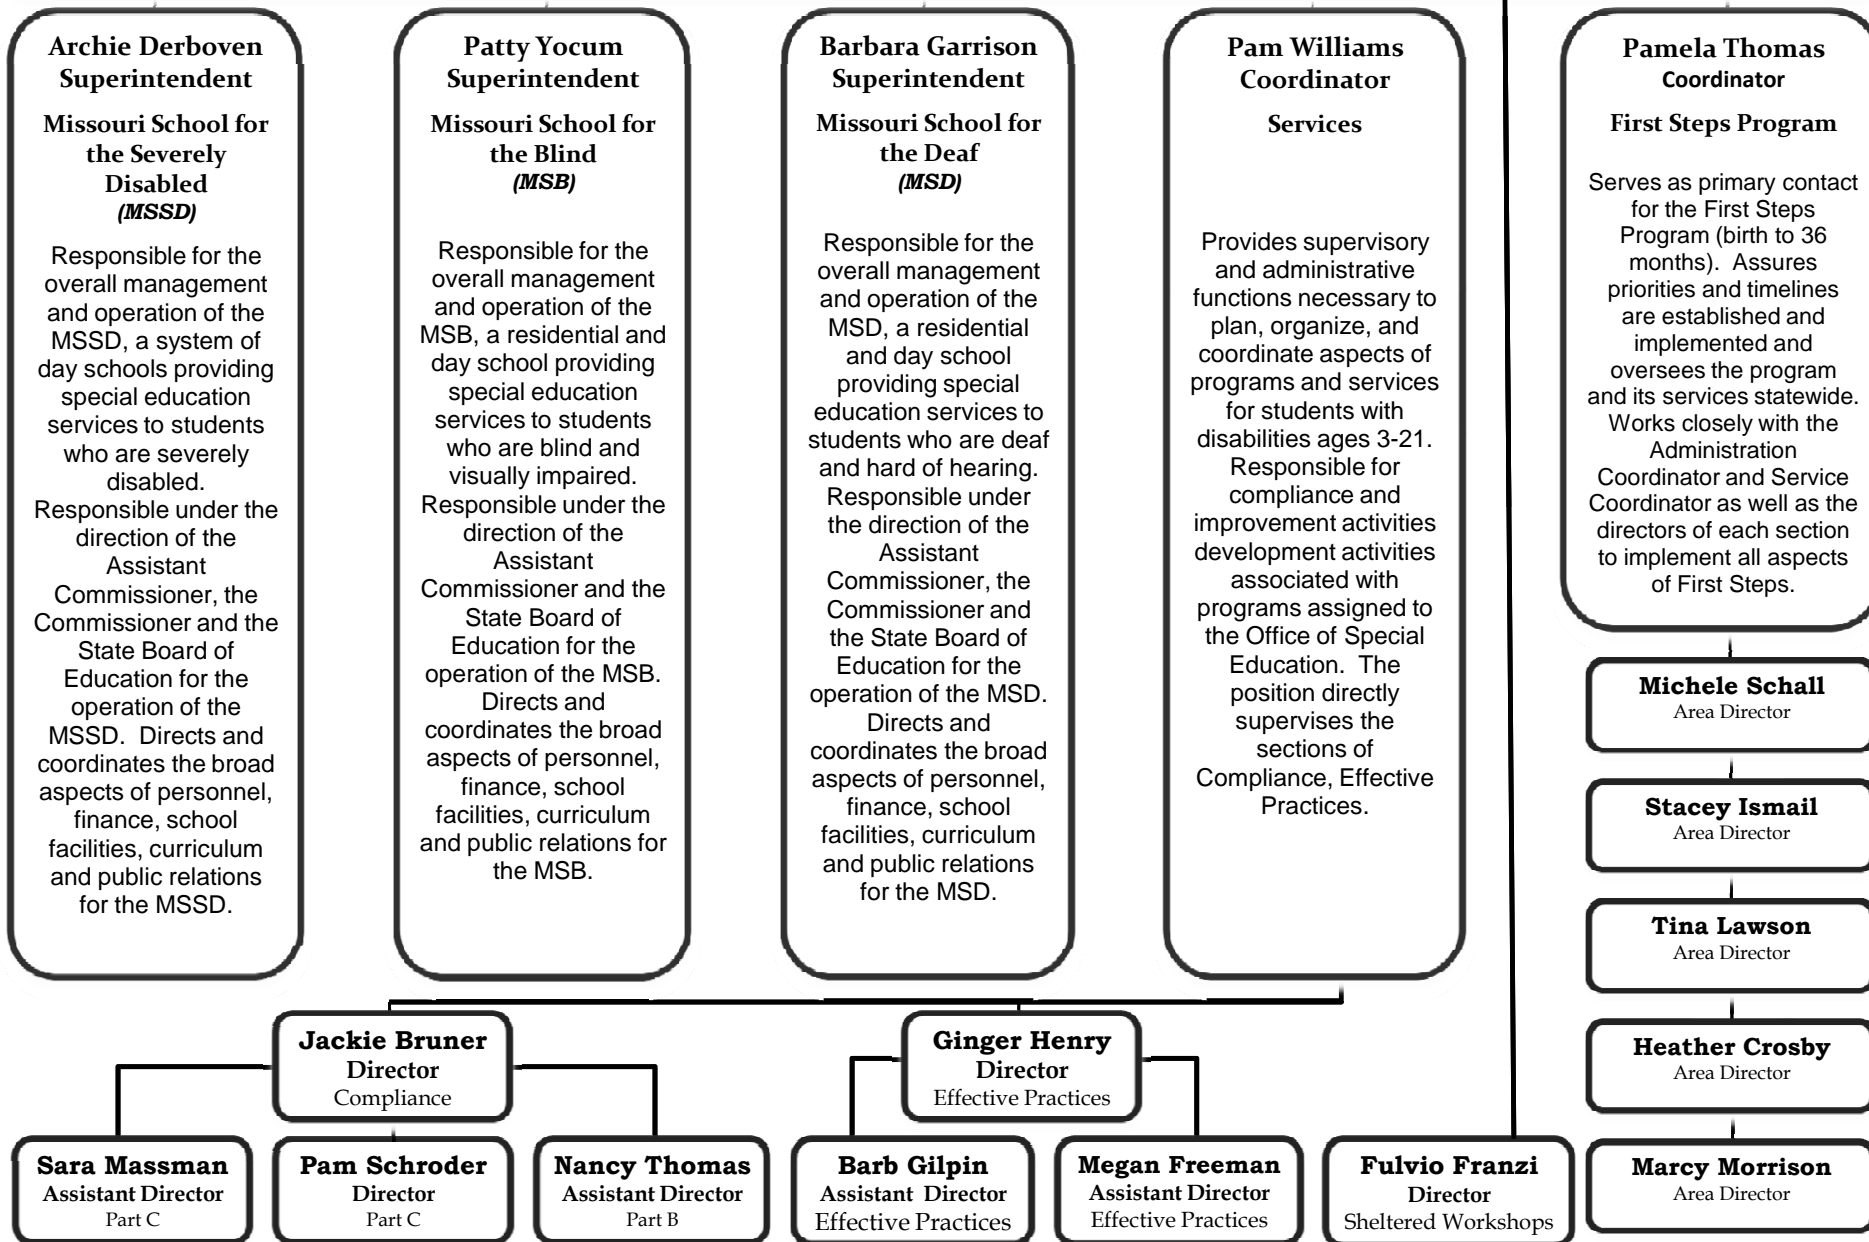 Archie Derboven
Superintendent
Missouri School for
the Severely
Disabled
(MSSD)
Responsible for the
overall management
and operation of the
MSSD, a system of
day schools providing
special education
services to students
who are severely
disabled.
Responsible under the
direction of the
Assistant
Commissioner, the
Commissioner and the
State Board of
Education for the
operation of the
MSSD. Directs and
coordinates the broad
aspects of personnel,
finance, school
facilities, curriculum
and public relations
for the MSSD.
Patty Yocum
Superintendent
Missouri School for
the Blind
(MSB)
Responsible for the
overall management
and operation of the
MSB, a residential and
day school providing
special education
services to students
who are blind and
visually impaired.
Responsible under the
direction of the
Assistant
Commissioner and the
State Board of
Education for the
operation of the MSB.
Directs and
coordinates the broad
aspects of personnel,
finance, school
facilities, curriculum
and public relations for
the MSB.
Barbara Garrison
Superintendent
Missouri School for
the Deaf
(MSD)
Responsible for the
overall management
and operation of the
MSD, a residential
and day school
providing special
education services to
students who are deaf
and hard of hearing.
Responsible under
the direction of the
Assistant
Commissioner, the
Commissioner and
the State Board of
Education for the
operation of the MSD.
Directs and
coordinates the broad
aspects of personnel,
finance, school
facilities, curriculum
and public relations
for the MSD.
Pam Williams
Coordinator
Services
Provides supervisory
and administrative
functions necessary to
plan, organize, and
coordinate aspects of
programs and services
for students with
disabilities ages 3-21.
Responsible for
compliance and
improvement activities
development activities
associated with
programs assigned to
the Office of Special
Education. The
position directly
supervises the
sections of
Compliance, Effective
Practices.
Pamela Thomas
Coordinator
First Steps Program
Serves as primary contact
for the First Steps
Program (birth to 36
months). Assures
priorities and timelines
are established and
implemented and
oversees the program
and its services statewide.
Works closely with the
Administration
Coordinator and Service
Coordinator as well as the
directors of each section
to implement all aspects
of First Steps.
Michele Schall
Area Director
Stacey Ismail
Area Director
Tina Lawson
Area Director
Heather Crosby
Area Director
Marcy Morrison
Area Director
Jackie Bruner
Director
Compliance
Ginger Henry
Director
Effective Practices
Sara Massman
Assistant Director
Part C
Pam Schroder
Director
Part C
Nancy Thomas
Assistant Director
Part B
Barb Gilpin
Assistant Director
Effective Practices
Megan Freeman
Assistant Director
Effective Practices
Fulvio Franzi
Director
Sheltered Workshops